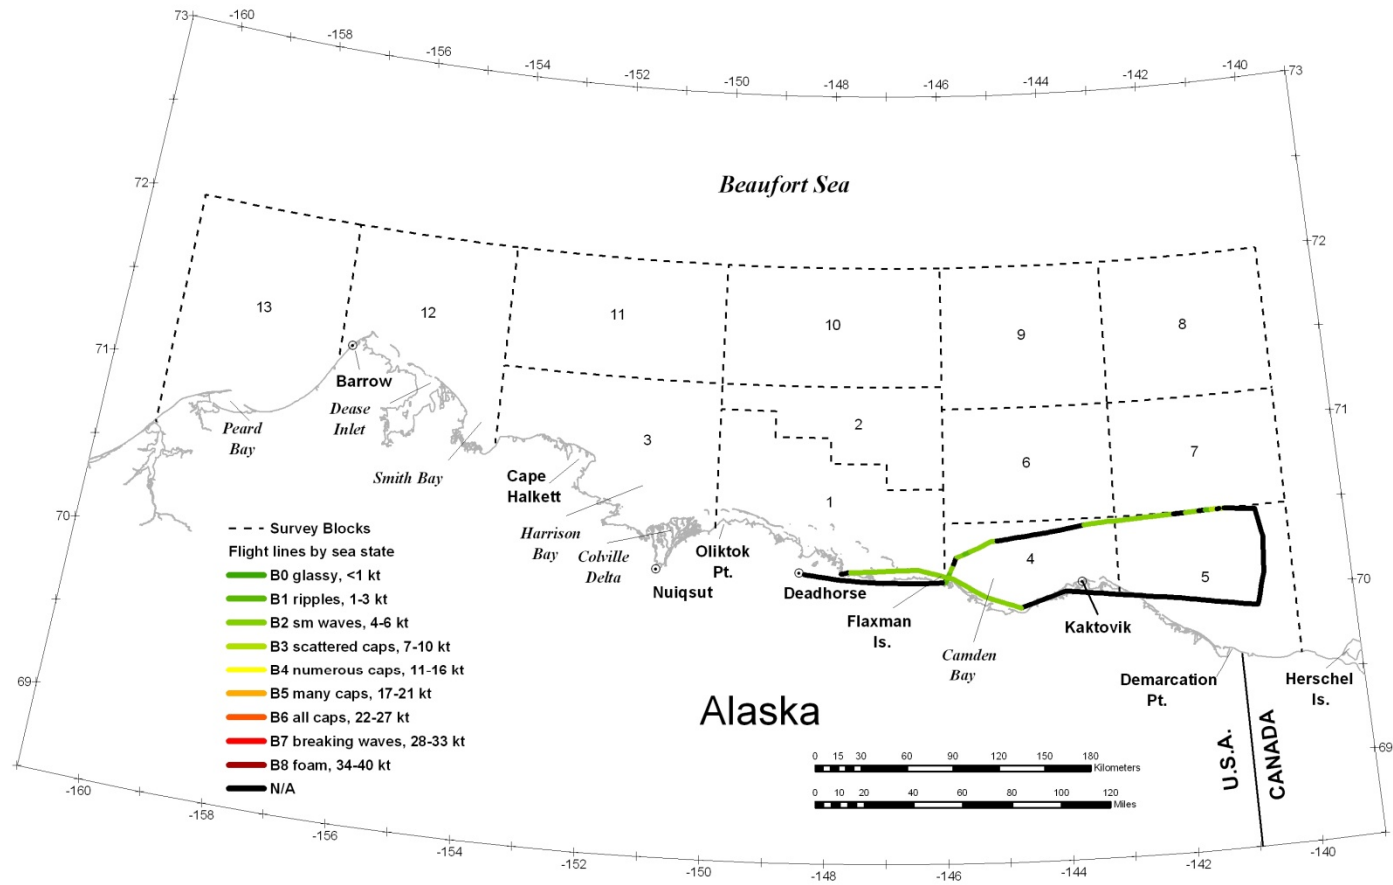 -160
-158
-156
-154
-152
-150
-148
-146
-144
-142
-140
73
73
72
72
71
71
70
70
69
69
Beaufort Sea
13
12
11
10
9
8
3
2
1
6
7
4
5
Barrow
Dease
Inlet
Peard
Bay
Smith Bay
Cape
Halkett
Harrison
Bay
Colville
Delta
Nuiqsut
Oliktok
Pt.
Deadhorse
Flaxman
Is.
Camden
Bay
Kaktovik
Demarcation
Pt.
Herschel
Is.
Alaska
U.S.A.
CANADA
Survey Blocks
Flight lines by sea state
B0 glassy, <1 kt
B1 ripples, 1-3 kt
B2 sm waves, 4-6 kt
B3 scattered caps, 7-10 kt
B4 numerous caps, 11-16 kt
B5 many caps, 17-21 kt
B6 all caps, 22-27 kt
B7 breaking waves, 28-33 kt
B8 foam, 34-40 kt
N/A
0 15 30 60 90 120 150 180
Kilometers
0 10 20 40 60 80 100 120
Miles
-160
-158
-156
-154
-152
-150
-148
-146
-144
-142
-140